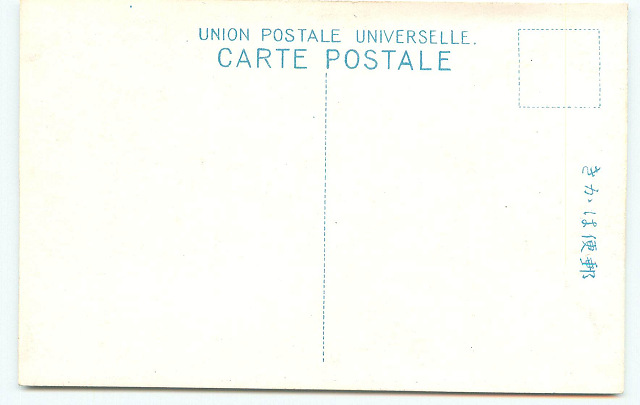 UNION POSTALE UNIVERSELLE.
CARTE POSTALE
郵便はかき